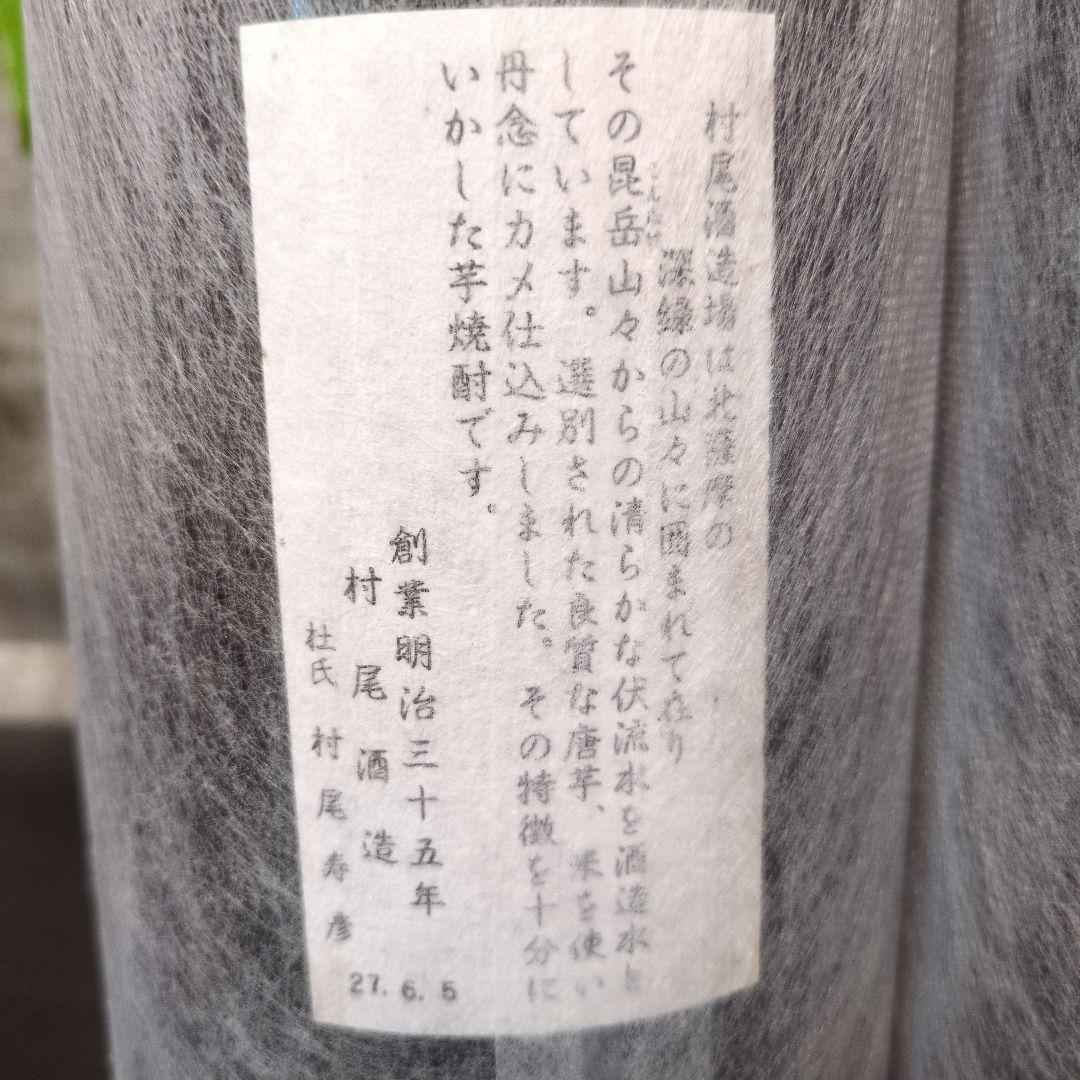 村尾酒造場は北薩摩の
深緑の山々に囲まれて在り
その昆岳山々からの清らかな伏流水を酒造水と
しています。選別された良質な唐芋、米を使い
丹念にカメ仕込みしました。その特徴を十分に
いかした芋焼酎です。
創業明治三十五年
村尾酒造
杜氏 村尾寿彦
27.6.5